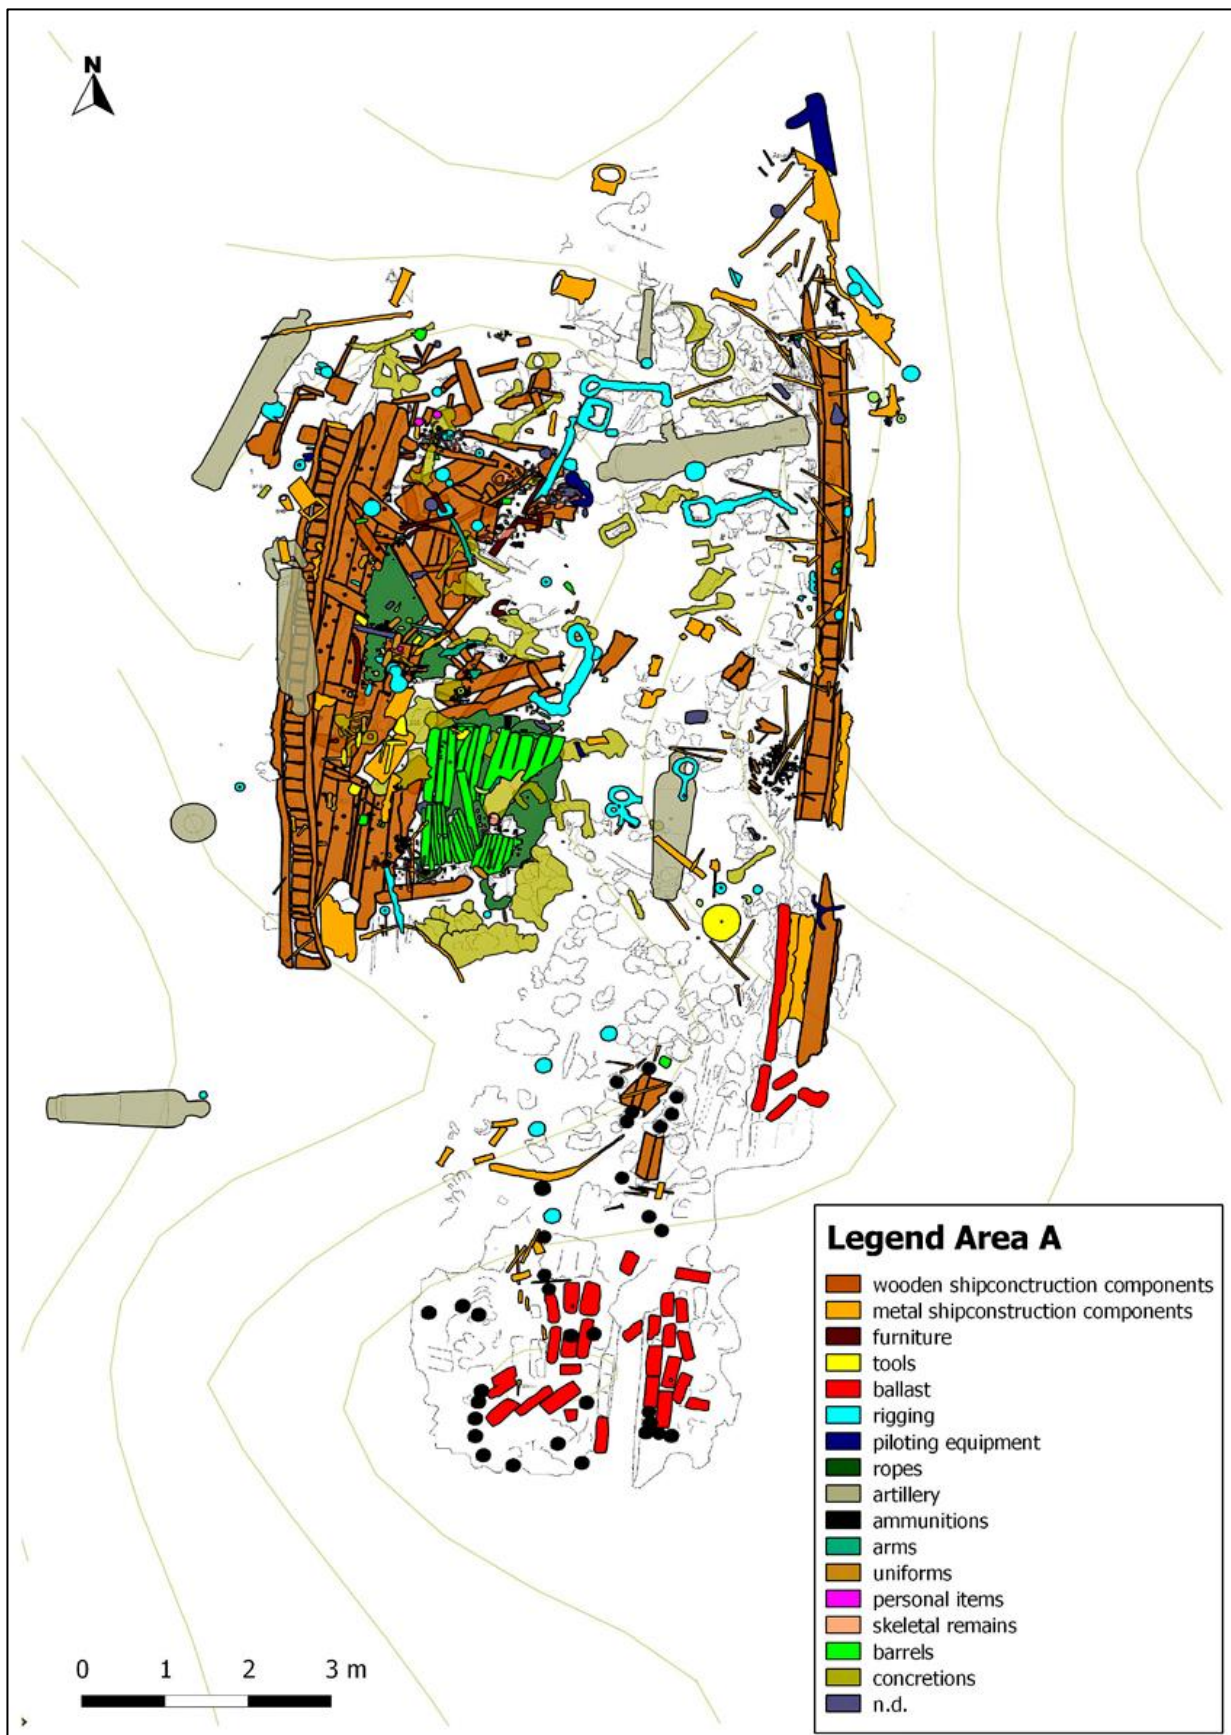 N
Legend Area A
wooden shipconctruction components
metal shipconstruction components
furniture
tools
ballast
rigging
piloting equipment
ropes
artillery
ammunitions
arms
uniforms
personal items
skeletal remains
barrels
concretions
n.d.
0 1 2 3 m